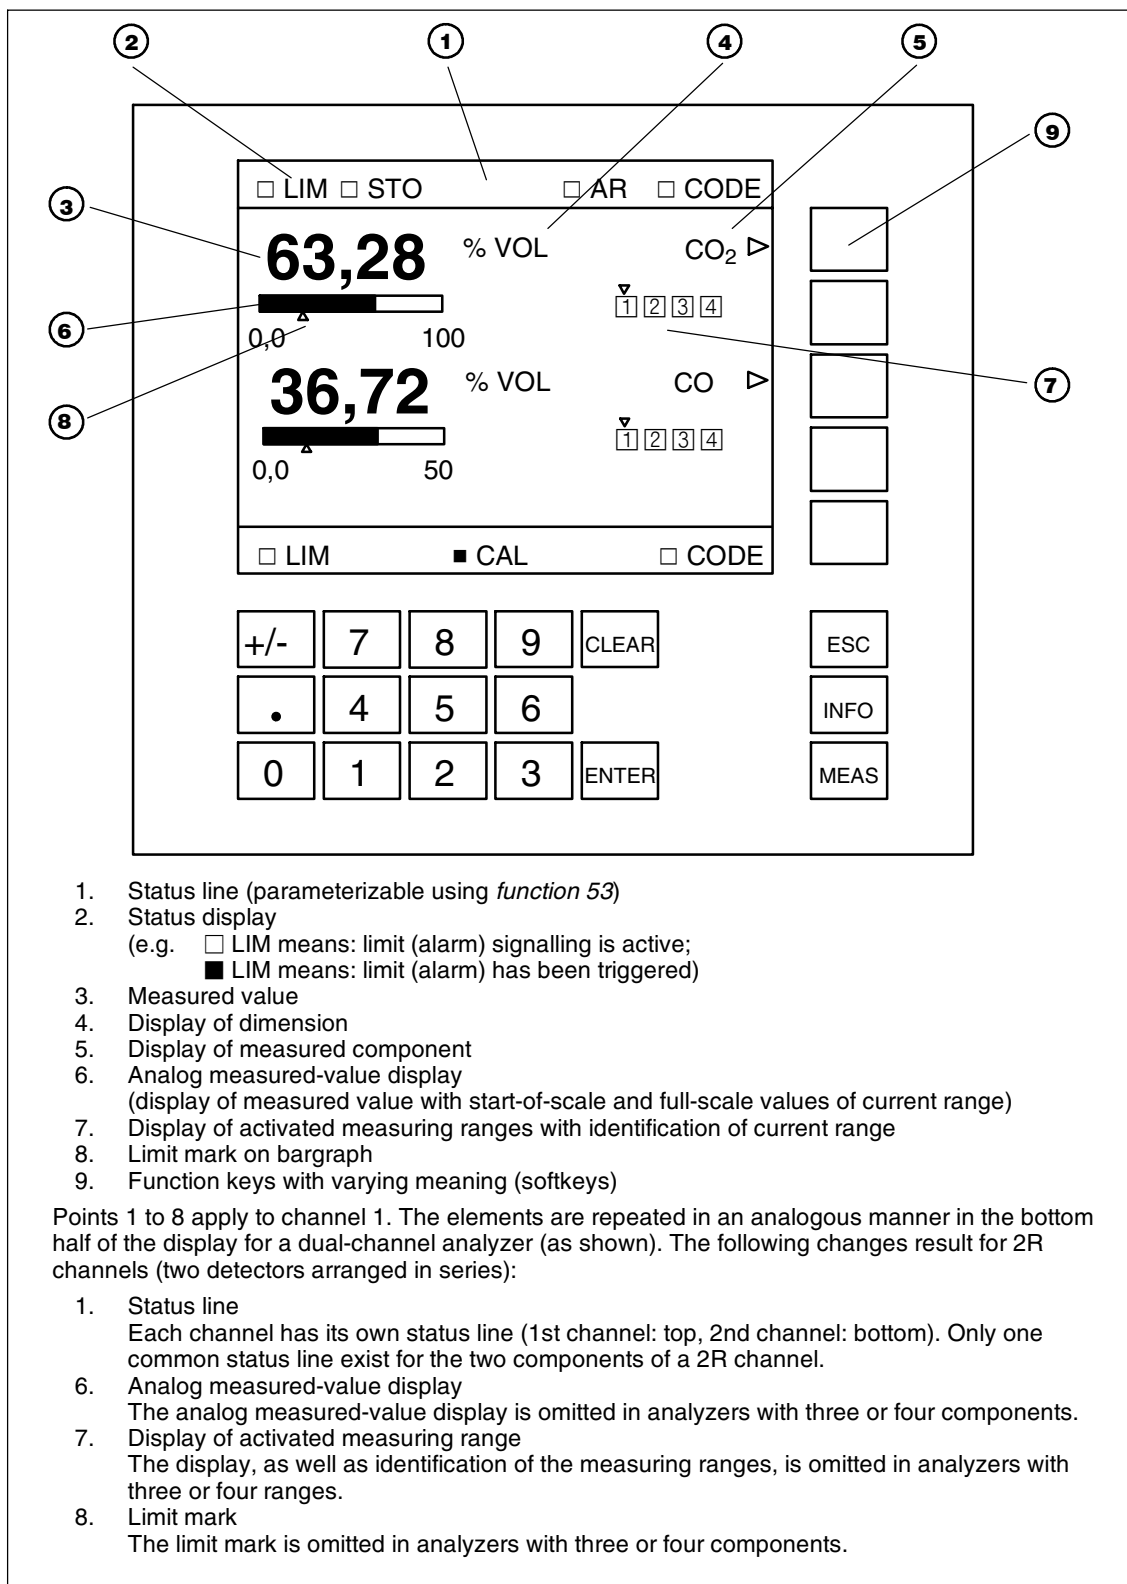 2 1 4 5
9
□ LIM □ STO □ AR □ CODE
3
63,28 % VOL CO₂ ▷
6
1 2 3 4
0,0 100
7
36,72 % VOL CO ▷
8
1 2 3 4
0,0 50
□ LIM ■ CAL □ CODE
+/- 7 8 9 CLEAR ESC
. 4 5 6 INFO
0 1 2 3 ENTER MEAS
1. Status line (parameterizable using function 53)
2. Status display
(e.g. □ LIM means: limit (alarm) signalling is active;
■ LIM means: limit (alarm) has been triggered)
3. Measured value
4. Display of dimension
5. Display of measured component
6. Analog measured-value display
(display of measured value with start-of-scale and full-scale values of current range)
7. Display of activated measuring ranges with identification of current range
8. Limit mark on bargraph
9. Function keys with varying meaning (softkeys)
Points 1 to 8 apply to channel 1. The elements are repeated in an analogous manner in the bottom
half of the display for a dual-channel analyzer (as shown). The following changes result for 2R
channels (two detectors arranged in series):
1. Status line
Each channel has its own status line (1st channel: top, 2nd channel: bottom). Only one
common status line exist for the two components of a 2R channel.
6. Analog measured-value display
The analog measured-value display is omitted in analyzers with three or four components.
7. Display of activated measuring range
The display, as well as identification of the measuring ranges, is omitted in analyzers with
three or four ranges.
8. Limit mark
The limit mark is omitted in analyzers with three or four components.